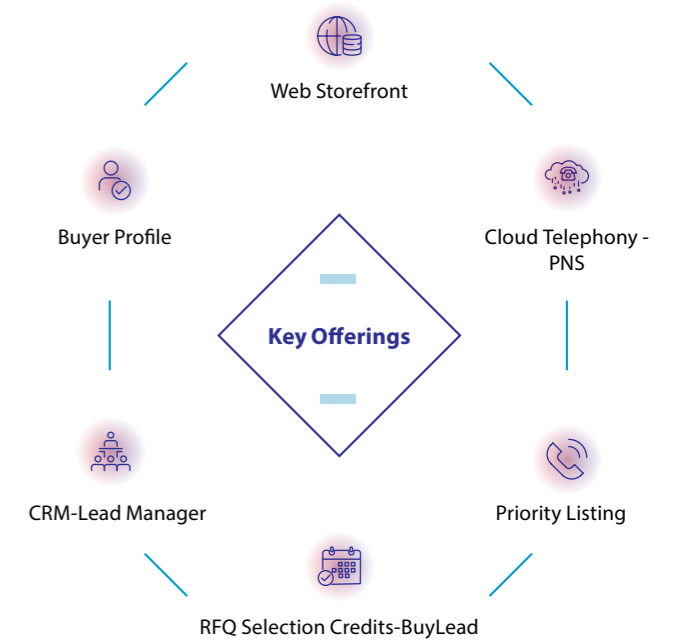 Web Storefront
Buyer Profile
Cloud Telephony -
PNS
Key Offerings
CRM-Lead Manager
Priority Listing
RFQ Selection Credits-BuyLead